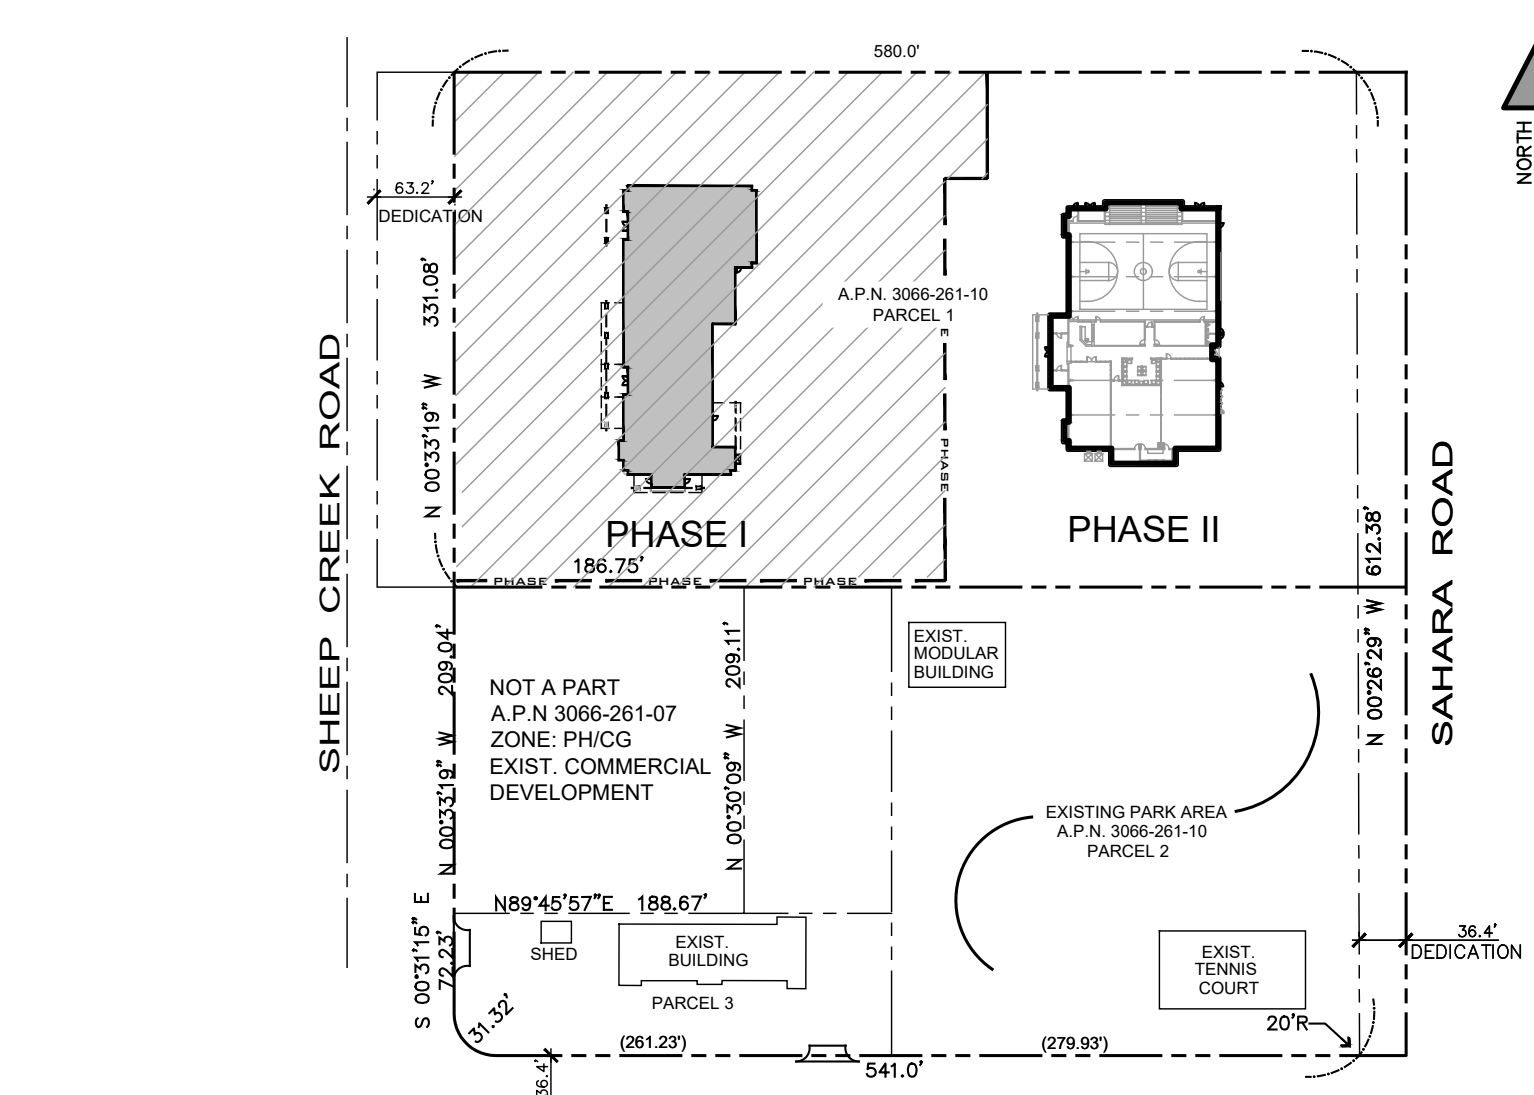 580.0'
NORTH
63.2'
DEDICATION
N 00°33'19" W 331.08'
SHEEP CREEK ROAD
A.P.N. 3066-261-10
PARCEL 1
E
PHASE
PHASE I
PHASE II
186.75'
PHASE PHASE PHASE
612.38'
N 00°26'29" W
SAHARA ROAD
N 00°33'19" W 209.04'
N 00°30'09" W 209.11'
EXIST.
MODULAR
BUILDING
NOT A PART
A.P.N 3066-261-07
ZONE: PH/CG
EXIST. COMMERCIAL
DEVELOPMENT
EXISTING PARK AREA
A.P.N. 3066-261-10
PARCEL 2
N89°45'57"E 188.67'
S 00°31'15" E
72.23'
SHED
EXIST.
BUILDING
PARCEL 3
EXIST.
TENNIS
COURT
36.4'
DEDICATION
20'R
31.32'
(261.23')
(279.93')
541.0'
36.4'